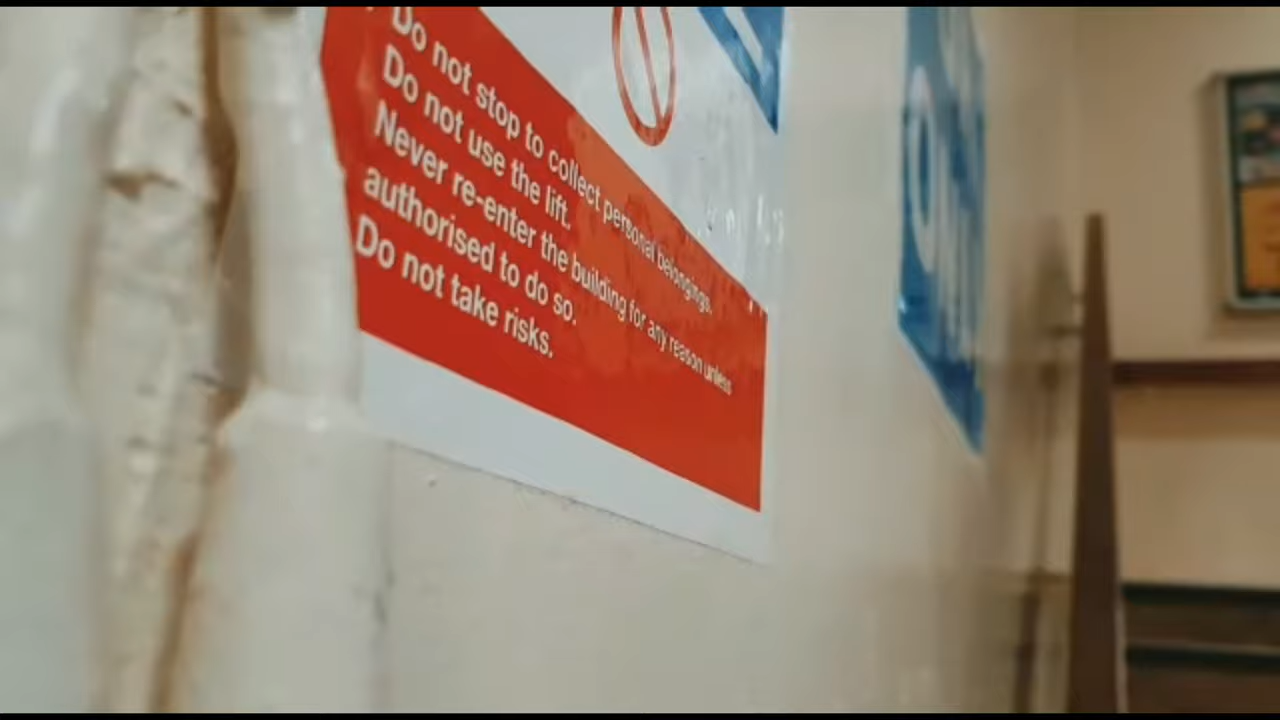 Do not stop to collect personal belongings.
Do not use the lift.
Never re-enter the building for any reason unless
authorised to do so.
Do not take risks.